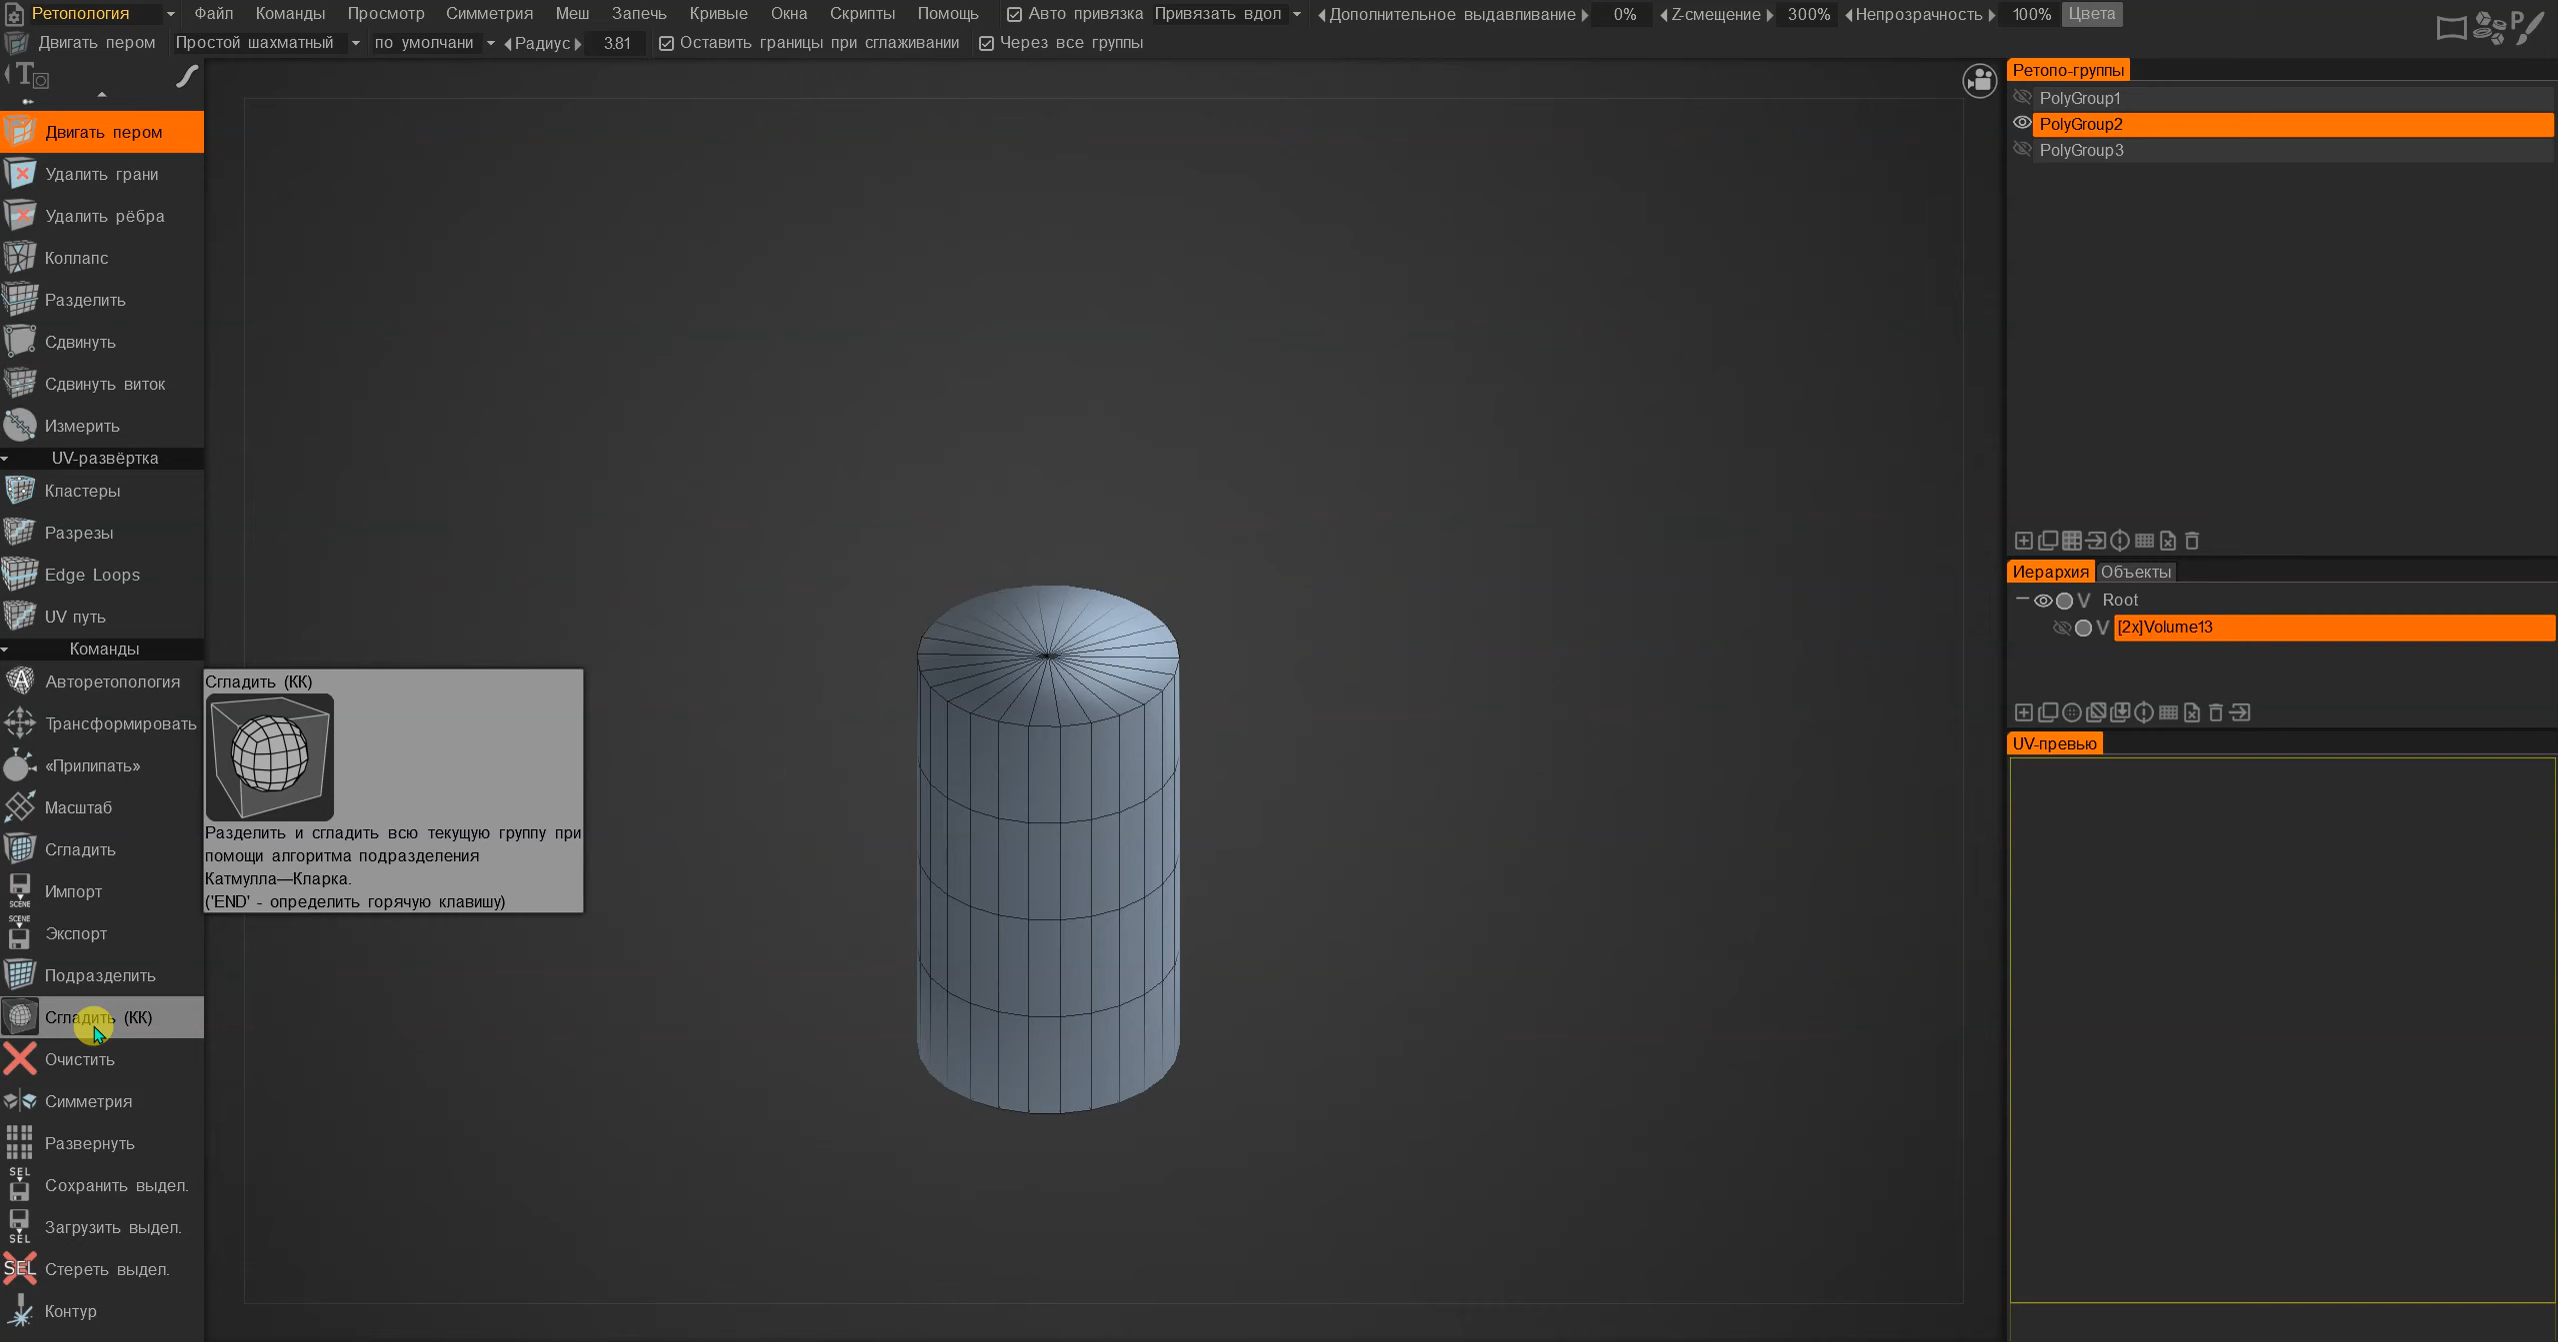 Ретопология Файл Команды Просмотр Симметрия Меш Запечь Кривые Окна Скрипты Помощь Авто привязка Привязать вдол Дополнительное выдавливание 0% Z-смещение 300% Непрозрачность 100% Цвета
Двигать пером Простой шахматный по умолчани Радиус 3.81 Оставить границы при сглаживании Через все группы
T
Двигать пером
Удалить грани
Удалить рёбра
Коллапс
Разделить
Сдвинуть
Сдвинуть виток
Измерить
UV-развёртка
Кластеры
Разрезы
Edge Loops
UV путь
Команды
Авторетопология
Трансформировать
«Прилипать»
Масштаб
Сгладить
Импорт
SCENE
SCENE
Экспорт
Подразделить
Сгладить (КК)
Очистить
Симметрия
Развернуть
SEL
Сохранить выдел.
Загрузить выдел.
SEL
SEL Стереть выдел.
Контур
Сгладить (КК)
Разделить и сгладить всю текущую группу при
помощи алгоритма подразделения
Катмулла—Кларка.
('END' - определить горячую клавишу)
P
Ретопо-группы
PolyGroup1
PolyGroup2
PolyGroup3
Иерархия Объекты
V Root
V [2x]Volume13
UV-превью